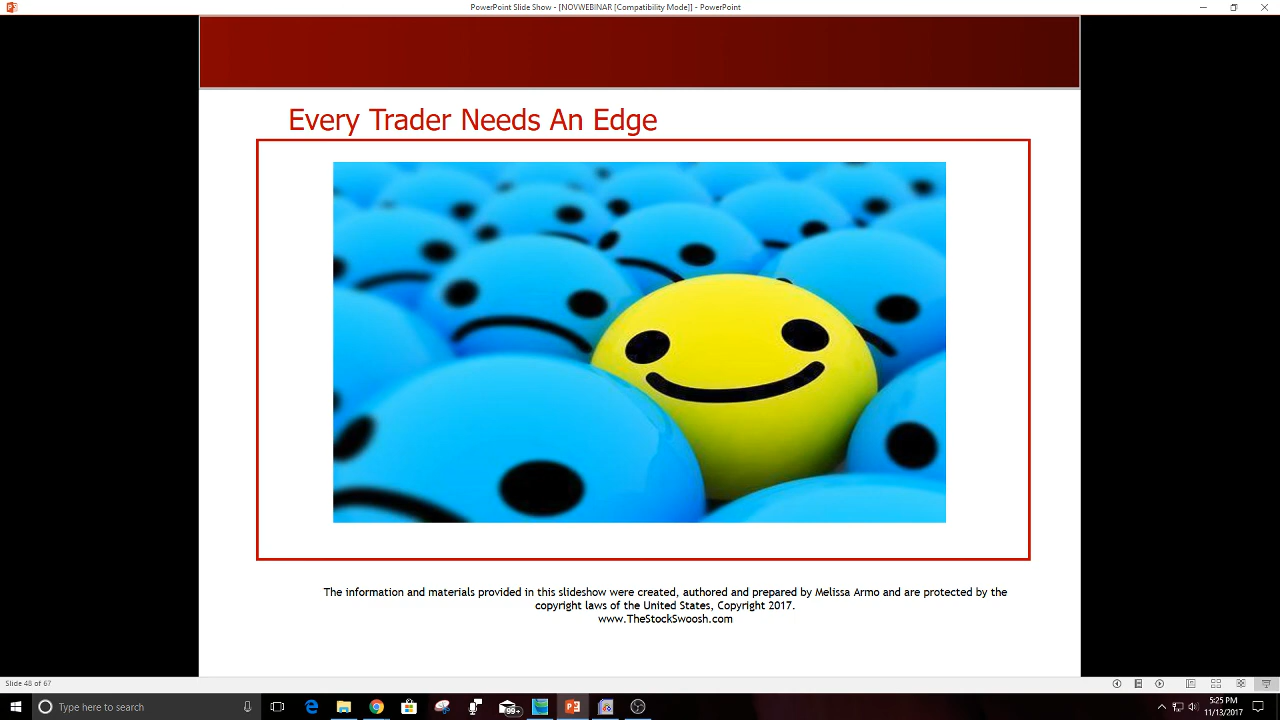 PowerPoint Slide Show - [NOVWEBINAR [Compatibility Mode]] - PowerPoint
Every Trader Needs An Edge
The information and materials provided in this slideshow were created, authored and prepared by Melissa Armo and are protected by the
copyright laws of the United States, Copyright 2017.
www.TheStockSwoosh.com
Slide 48 of 67
Type here to search
99+
5:25 PM
11/13/2017